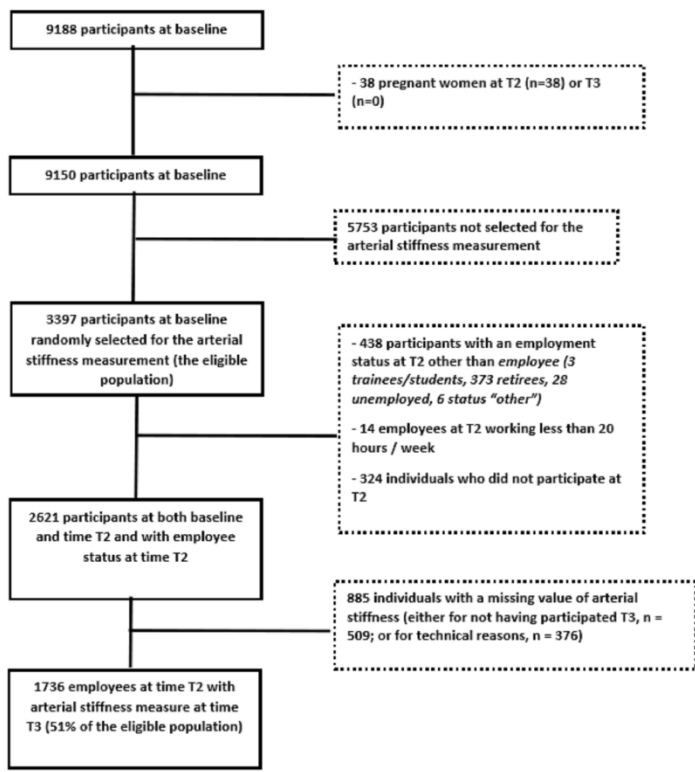 9188 participants at baseline
- 38 pregnant women at T2 (n=38) or T3
(n=0)
9150 participants at baseline
5753 participants not selected for the
arterial stiffness measurement
3397 participants at baseline
randomly selected for the arterial
stiffness measurement (the eligible
population)
- 438 participants with an employment
status at T2 other than employee (3
trainees/students, 373 retirees, 28
unemployed, 6 status “other”)
- 14 employees at T2 working less than 20
hours / week
- 324 individuals who did not participate at
T2
2621 participants at both baseline
and time T2 and with employee
status at time T2
885 individuals with a missing value of arterial
stiffness (either for not having participated T3, n =
509; or for technical reasons, n = 376)
1736 employees at time T2 with
arterial stiffness measure at time
T3 (51% of the eligible population)